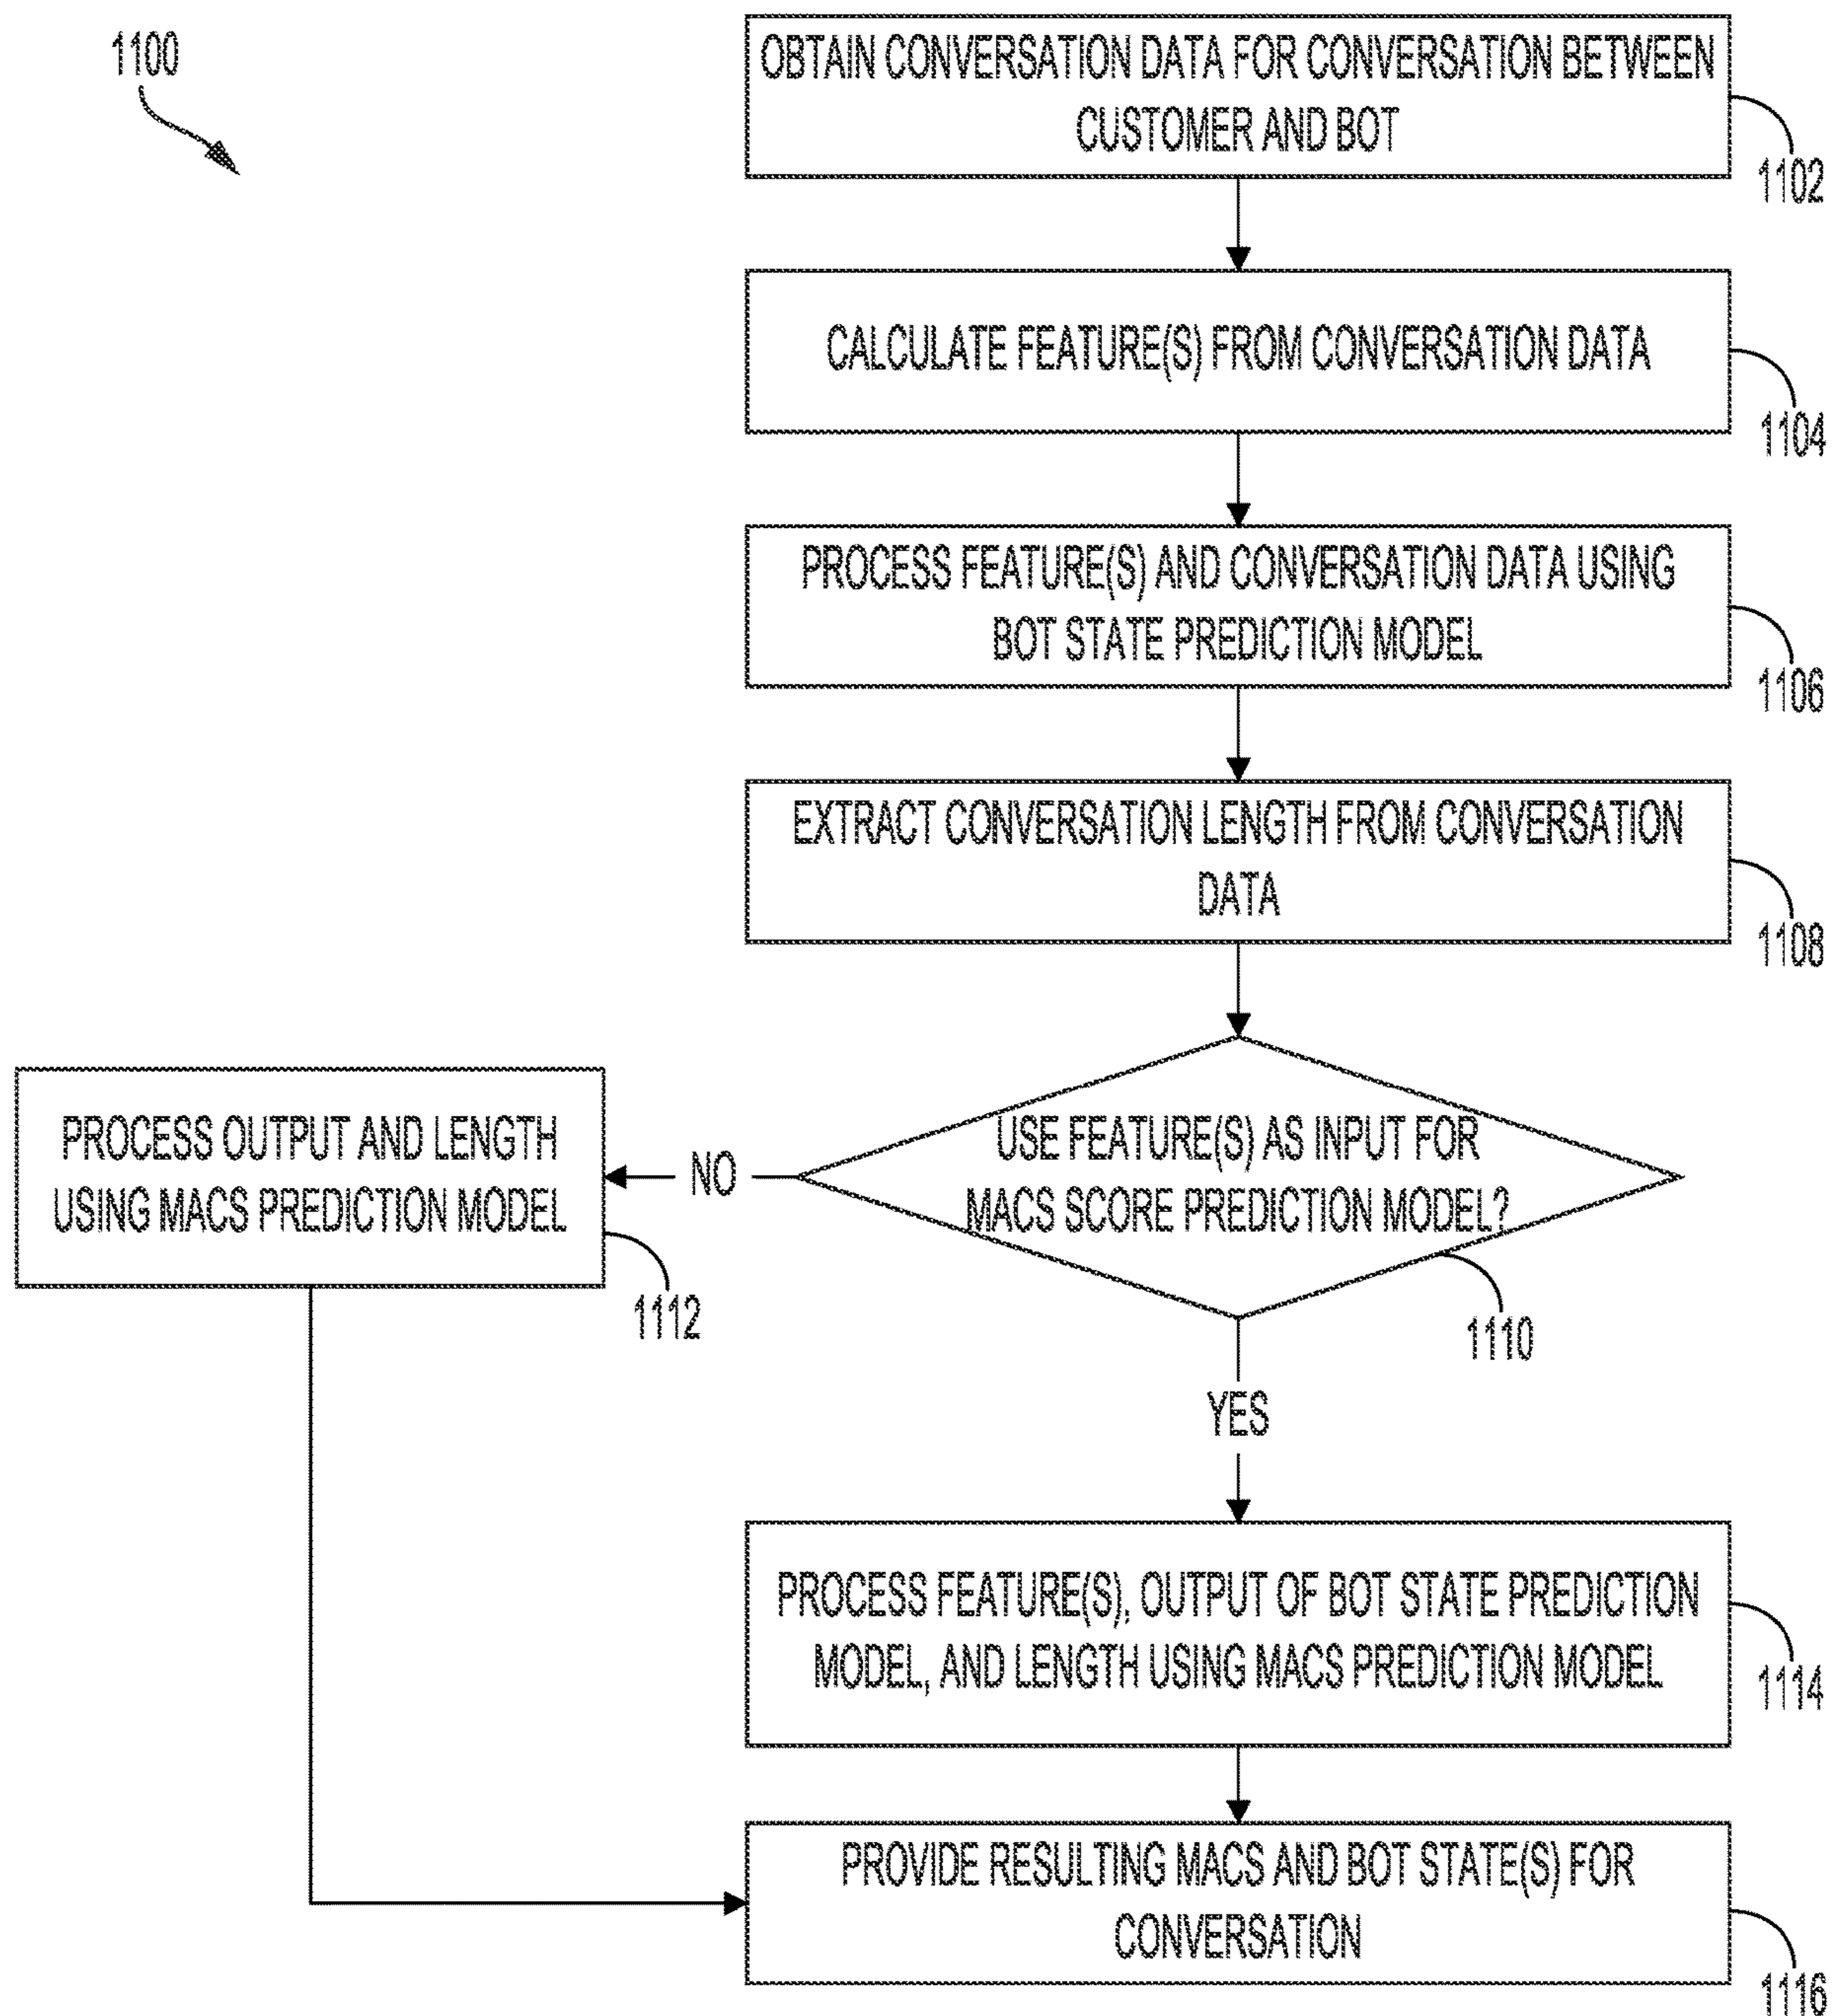 1100
OBTAIN CONVERSATION DATA FOR CONVERSATION BETWEEN
CUSTOMER AND BOT
1102
CALCULATE FEATURE(S) FROM CONVERSATION DATA
1104
PROCESS FEATURE(S) AND CONVERSATION DATA USING
BOT STATE PREDICTION MODEL
1106
EXTRACT CONVERSATION LENGTH FROM CONVERSATION
DATA
1108
USE FEATURE(S) AS INPUT FOR
MACS SCORE PREDICTION MODEL?
1110
NO
PROCESS OUTPUT AND LENGTH
USING MACS PREDICTION MODEL
1112
YES
PROCESS FEATURE(S), OUTPUT OF BOT STATE PREDICTION
MODEL, AND LENGTH USING MACS PREDICTION MODEL
1114
PROVIDE RESULTING MACS AND BOT STATE(S) FOR
CONVERSATION
1116